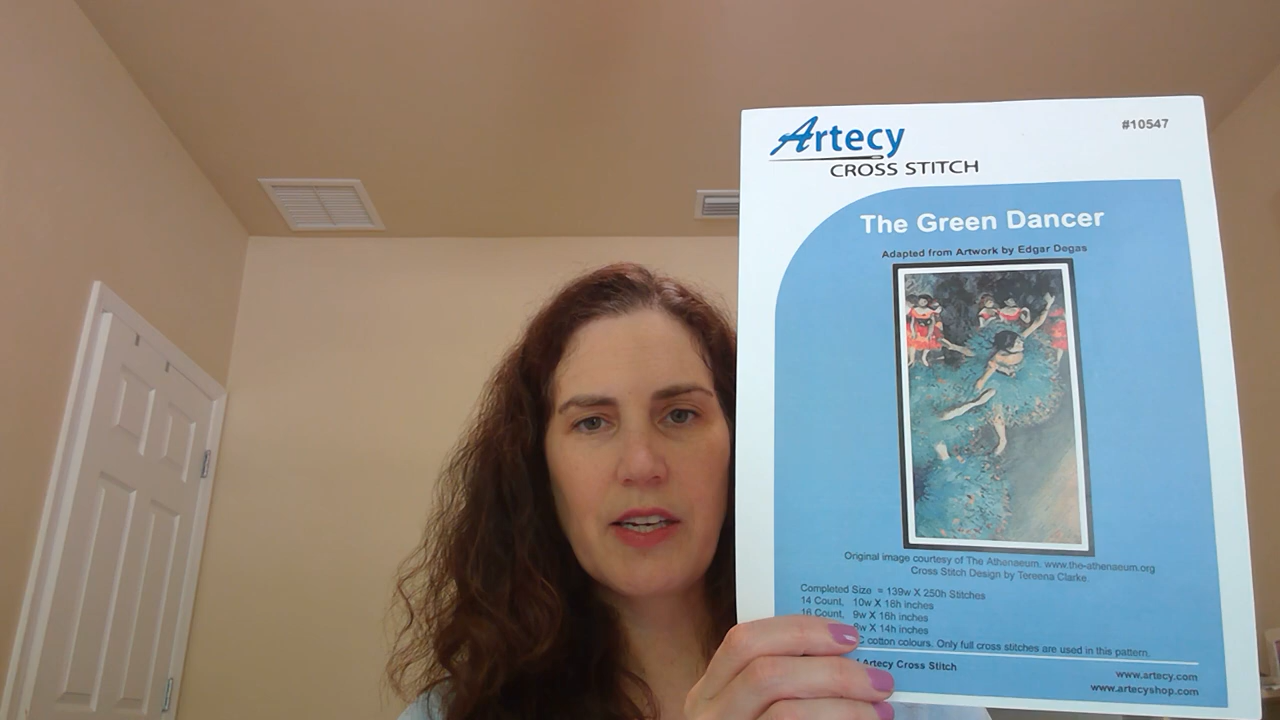 Artecy
CROSS STITCH
#10547
The Green Dancer
Adapted from Artwork by Edgar Degas
Original image courtesy of The Athenaeum. www.the-athenaeum.org
Cross Stitch Design by Tereena Clarke.
Completed Size = 139w X 250h Stitches
14 Count, 10w X 18h inches
16 Count, 9w X 16h inches
8w X 14h inches
C cotton colours. Only full cross stitches are used in this pattern.
Artecy Cross Stitch
www.artecy.com
www.artecyshop.com